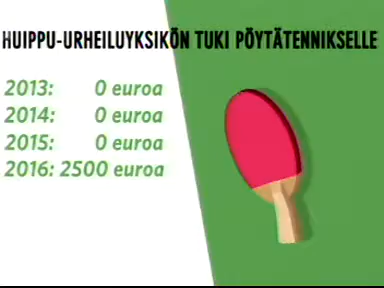 HUIPPU-URHEILUYKSIKÖN TUKI PÖYTÄTENNIKSELLE
2013: 0 euroa
2014: 0 euroa
2015: 0 euroa
2016: 2500 euroa